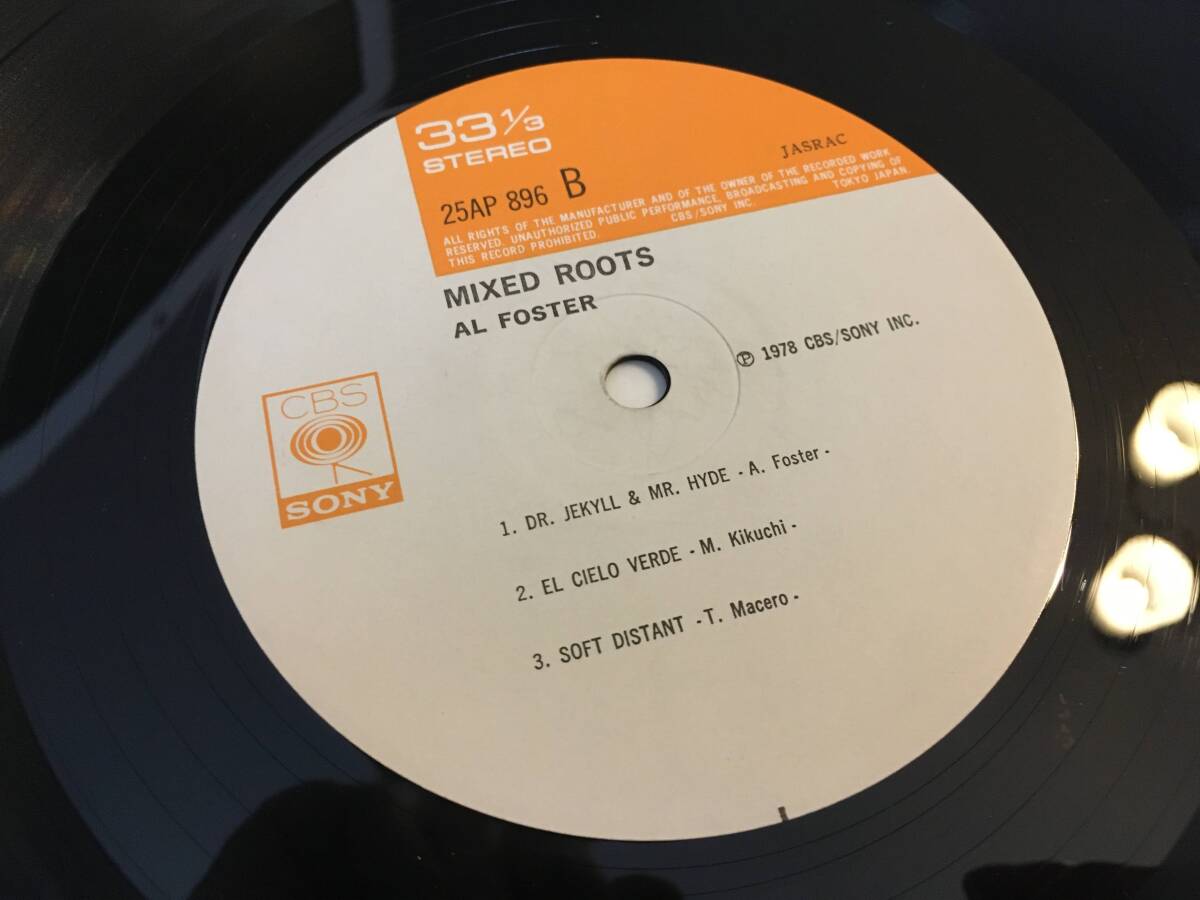 33 1/3
STEREO
JASRAC
25AP 896 B
ALL RIGHTS OF THE MANUFACTURER AND OF THE OWNER OF THE RECORDED WORK
RESERVED. UNAUTHORIZED PUBLIC PERFORMANCE, BROADCASTING AND COPYING OF
THIS RECORD PROHIBITED. CBS/SONY INC. TOKYO JAPAN.
MIXED ROOTS
AL FOSTER
℗ 1978 CBS/SONY INC.
CBS
SONY
1. DR. JEKYLL & MR. HYDE - A. Foster -
2. EL CIELO VERDE - M. Kikuchi -
3. SOFT DISTANT - T. Macero -